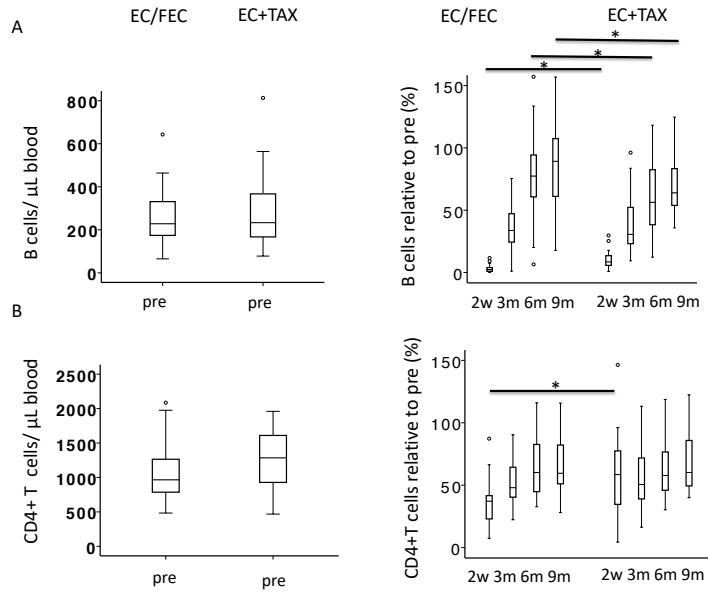 EC/FEC EC+TAX EC/FEC EC+TAX
A
* 
*
*
B cells/ µL blood
800
600
400
200
0
pre pre
B cells relative to pre (%)
150
100
50
0
2w 3m 6m 9m 2w 3m 6m 9m
B
CD4+ T cells/ µL blood
2500
2000
1500
1000
500
0
pre pre
CD4+T cells relative to pre (%)
150
100
50
0
*
2w 3m 6m 9m 2w 3m 6m 9m